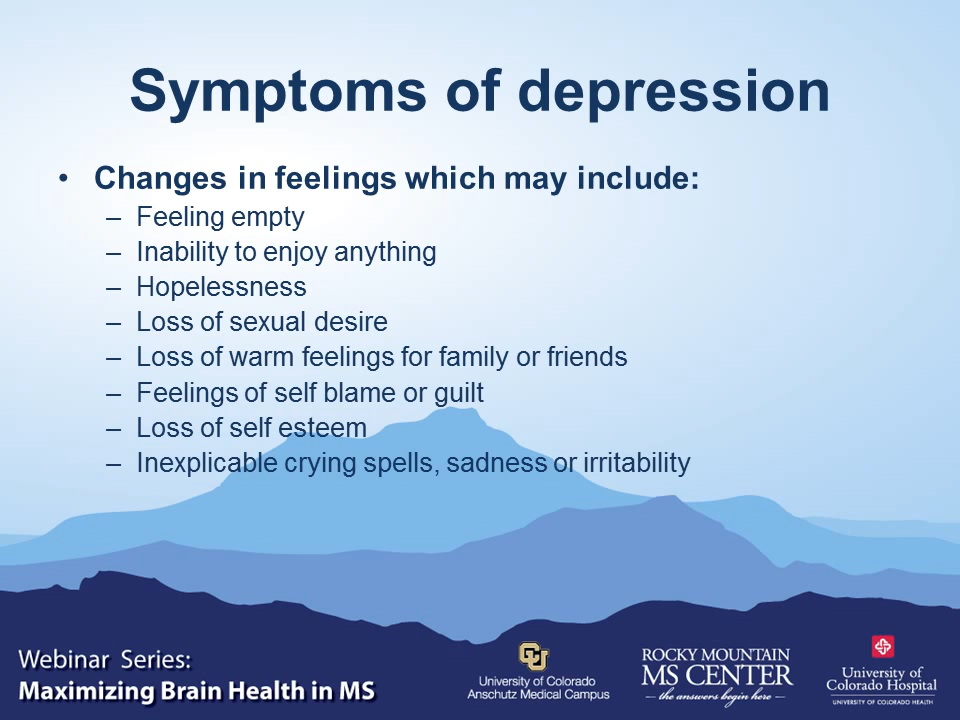 Symptoms of depression
• Changes in feelings which may include:
– Feeling empty
– Inability to enjoy anything
– Hopelessness
– Loss of sexual desire
– Loss of warm feelings for family or friends
– Feelings of self blame or guilt
– Loss of self esteem
– Inexplicable crying spells, sadness or irritability
Webinar Series:
Maximizing Brain Health in MS
CU
University of Colorado
Anschutz Medical Campus
ROCKY MOUNTAIN
MS CENTER
the answers begin here
University of
Colorado Hospital
UNIVERSITY OF COLORADO HEALTH